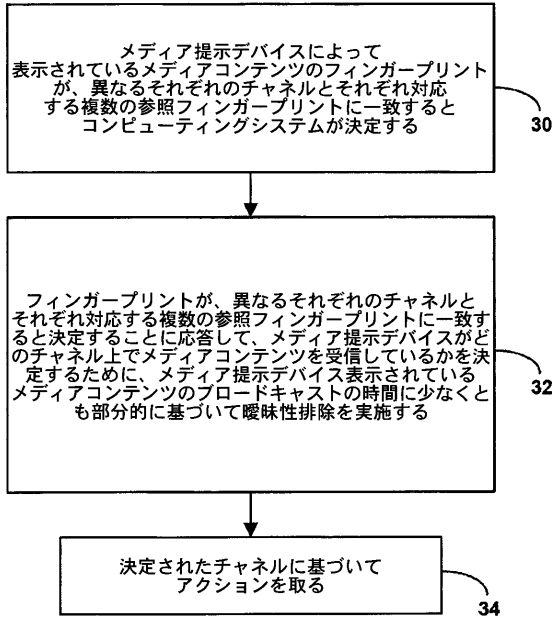 メディア提示デバイスによって
表示されているメディアコンテンツのフィンガープリント
が、異なるそれぞれのチャネルとそれぞれ対応
する複数の参照フィンガープリントに一致すると
コンピューティングシステムが決定する
30
フィンガープリントが、異なるそれぞれのチャネルと
それぞれ対応する複数の参照フィンガープリントに一致す
ると決定することに応答して、メディア提示デバイスがど
のチャネル上でメディアコンテンツを受信しているかを決
定するために、メディア提示デバイス表示されている
メディアコンテンツのブロードキャストの時間に少なくと
も部分的に基づいて曖昧性排除を実施する
32
決定されたチャネルに基づいて
アクションを取る
34